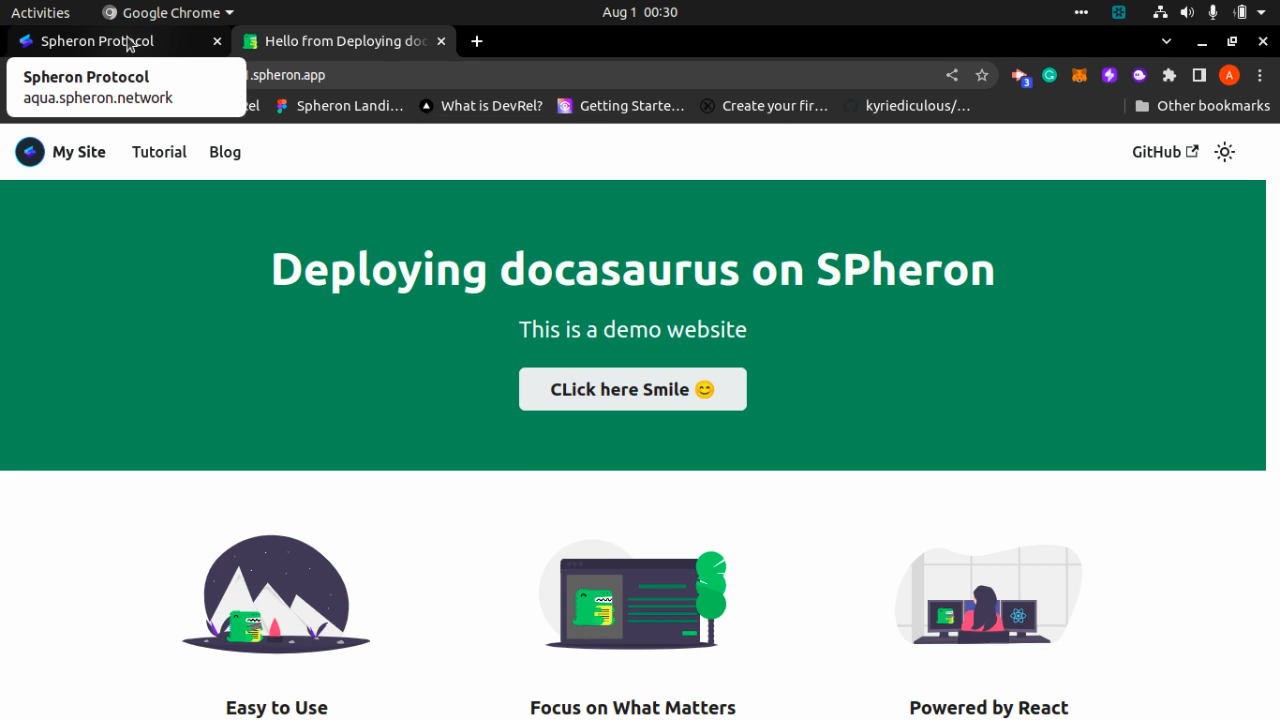 Activities
Google Chrome
Aug 1 00:30
Spheron Protocol
Hello from Deploying doc
Spheron Protocol
aqua.spheron.network
.spheron.app
3
A
Spheron Landi...
What is DevRel?
Getting Starte...
Create your fir...
kyriediculous/...
Other bookmarks
My Site
Tutorial
Blog
GitHub
Deploying docasaurus on SPheron
This is a demo website
CLick here Smile 😊
Easy to Use
Focus on What Matters
Powered by React